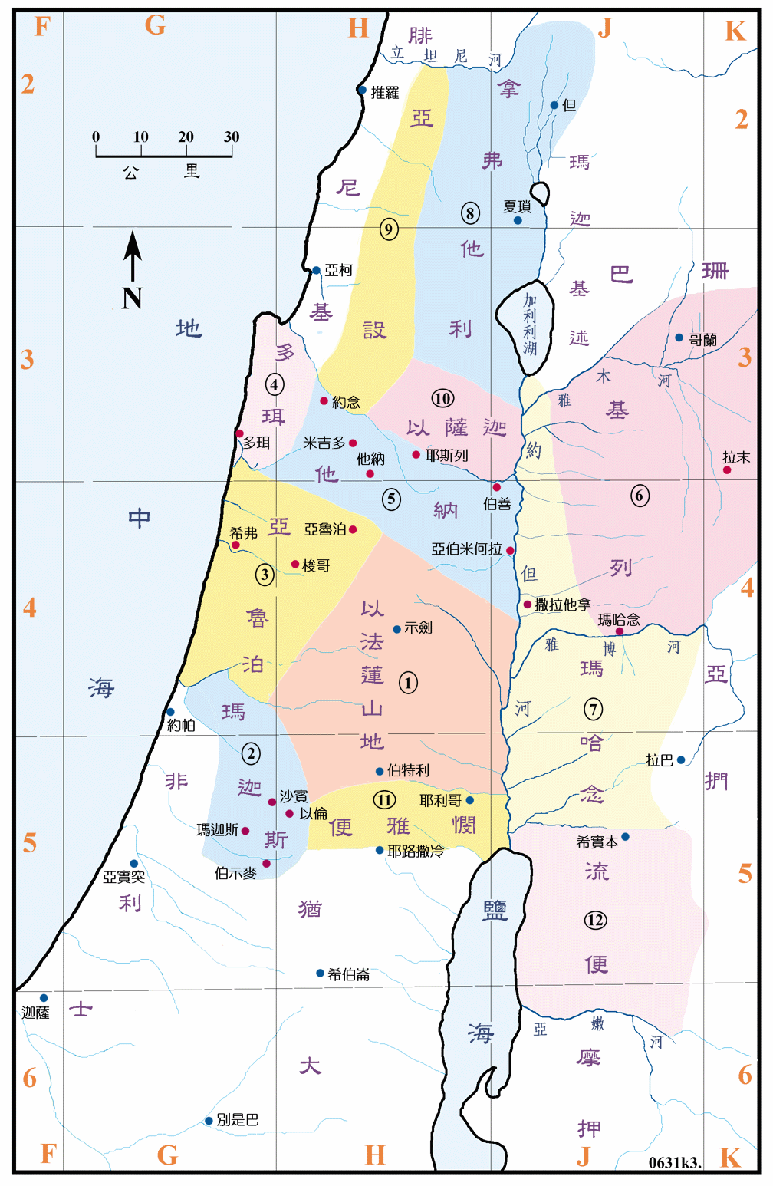 F G H J K
2
2
3
3
4
4
5
5
6
6
F G H J K
0 10 20 30
公里
N
地中海
腓尼基
立坦尼河
推羅
亞設
⑨
拿弗他利
⑧
但
夏瑣
瑪迦
基述
巴珊
亞柯
加利利湖
哥蘭
雅木河
多珥
④
多珥
約念
米吉多
他納
他納
⑤
以薩迦
⑩
耶斯列
伯善
亞伯米何拉
基列
⑥
拉末
約但河
撒拉他拿
瑪哈念
雅博河
亞魯泊
③
希弗
亞魯泊
梭哥
以法蓮山地
①
示劍
伯特利
瑪哈念
⑦
亞捫
拉巴
約帕
瑪迦斯
②
沙賓
以倫
瑪迦斯
伯示麥
便雅憫
⑪
耶利哥
耶路撒冷
希實本
流便
⑫
非利士
亞實突
迦薩
猶大
希伯崙
別是巴
鹽海
亞嫩河
摩押
0631k3.